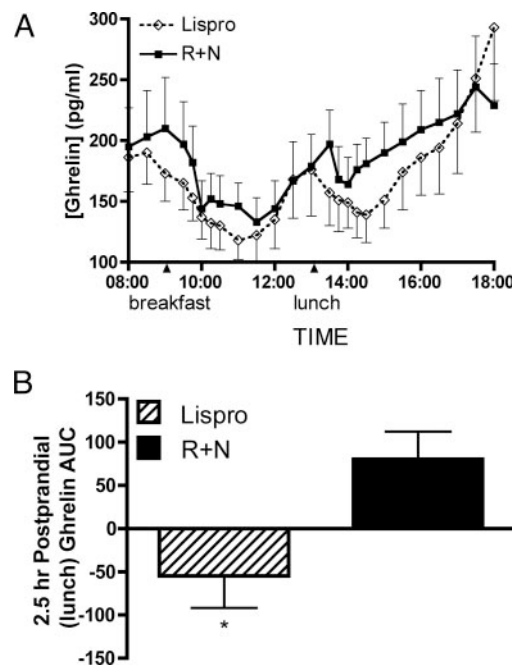 A
Lispro
R+N
[Ghrelin] (pg/ml)
300
250
200
150
100
08:00 10:00 12:00 14:00 16:00 18:00
breakfast lunch
TIME
B
Lispro
R+N
2.5 hr Postprandial
(lunch) Ghrelin AUC
150
100
50
0
-50
-100
-150
*